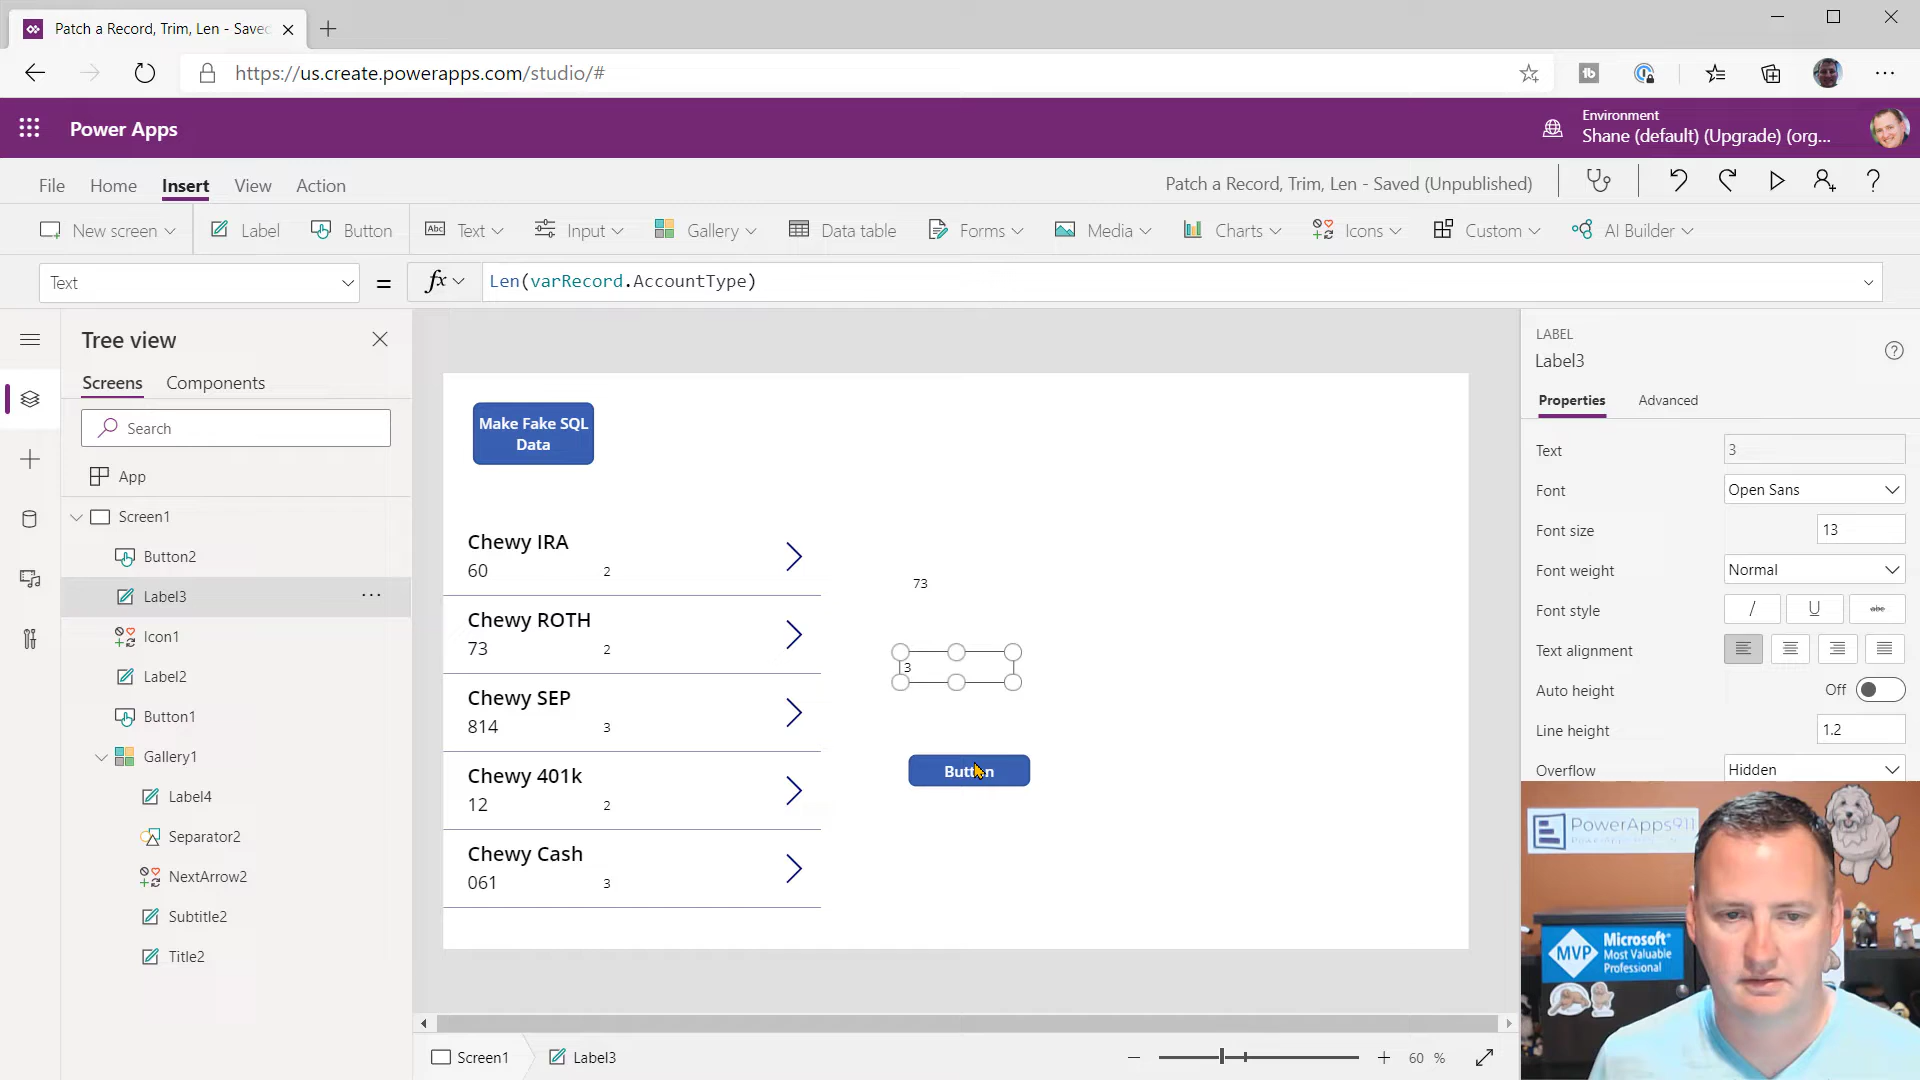 Patch a Record, Trim, Len - Saved
https://us.create.powerapps.com/studio/#
Power Apps
Environment
Shane (default) (Upgrade) (org...
File Home Insert View Action
Patch a Record, Trim, Len - Saved (Unpublished)
New screen Label Button Text Input Gallery Data table Forms Media Charts Icons Custom AI Builder
Text = fx Len(varRecord.AccountType)
Tree view
Screens Components
Search
App
Screen1
Button2
Label3
Icon1
Label2
Button1
Gallery1
Label4
Separator2
NextArrow2
Subtitle2
Title2
Make Fake SQL
Data
Chewy IRA
60 2
Chewy ROTH
73 2
Chewy SEP
814 3
Chewy 401k
12 2
Chewy Cash
061 3
73
3
Button
LABEL
Label3
Properties Advanced
Text 3
Font Open Sans
Font size 13
Font weight Normal
Font style / U abc
Text alignment
Auto height Off
Line height 1.2
Overflow Hidden
PowerApps911
MVP
Microsoft®
Most Valuable
Professional
Screen1 Label3
60 %